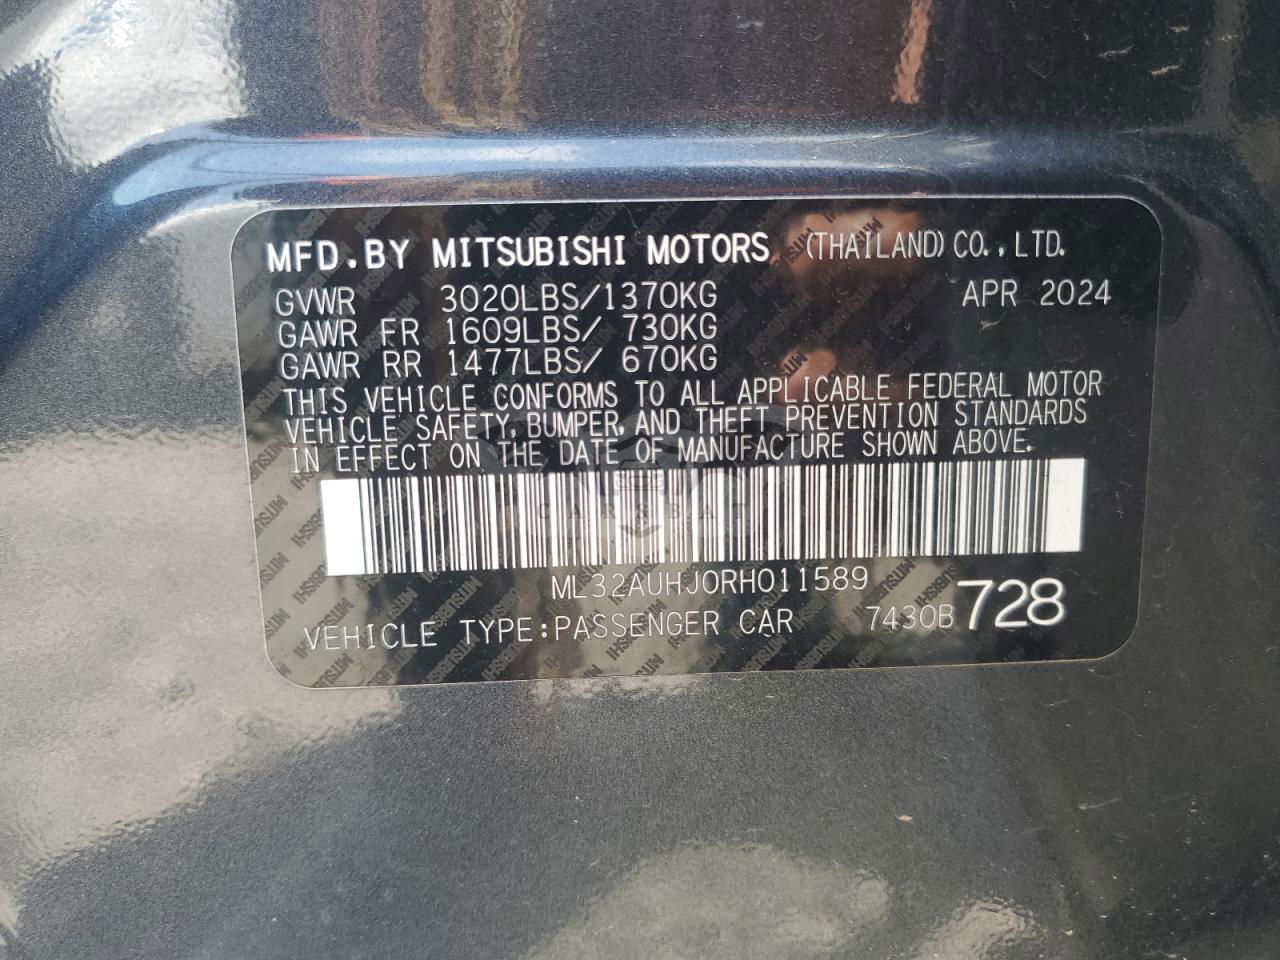 MFD.BY MITSUBISHI MOTORS (THAILAND)CO.,LTD.
GVWR 3020LBS/1370KG APR 2024
GAWR FR 1609LBS/ 730KG
GAWR RR 1477LBS/ 670KG
THIS VEHICLE CONFORMS TO ALL APPLICABLE FEDERAL MOTOR
VEHICLE SAFETY, BUMPER, AND THEFT PREVENTION STANDARDS
IN EFFECT ON THE DATE OF MANUFACTURE SHOWN ABOVE.
ML32AUHJ0RH011589
VEHICLE TYPE:PASSENGER CAR 7430B 728